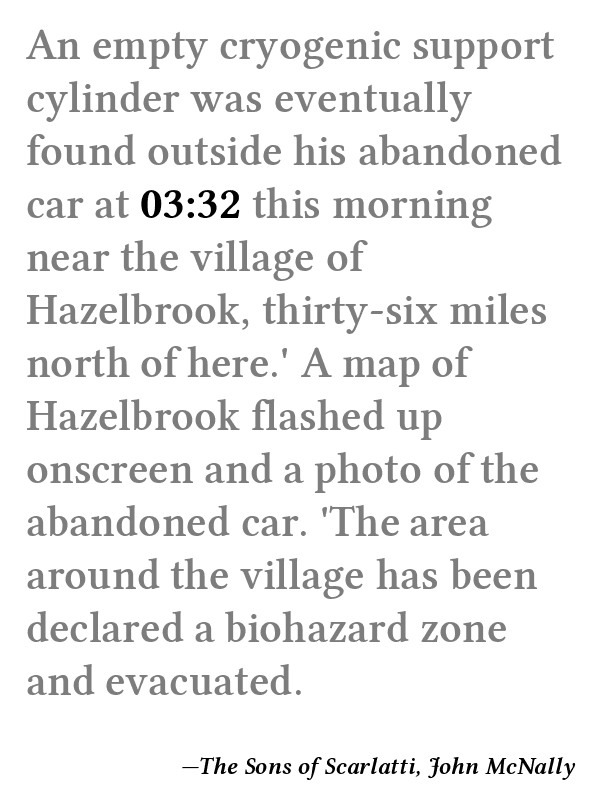 An empty cryogenic support
cylinder was eventually
found outside his abandoned
car at 03:32 this morning
near the village of
Hazelbrook, thirty-six miles
north of here.' A map of
Hazelbrook flashed up
onscreen and a photo of the
abandoned car. 'The area
around the village has been
declared a biohazard zone
and evacuated.
—The Sons of Scarlatti, John McNally